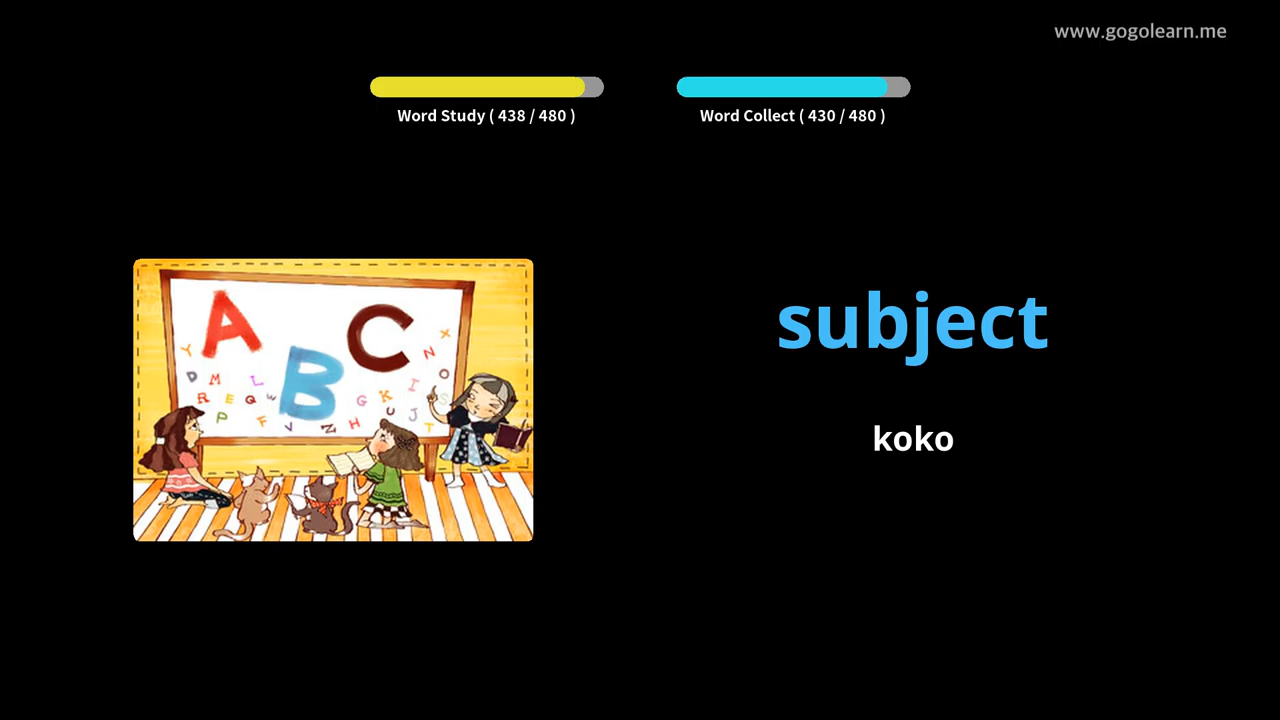 www.gogolearn.me
Word Study ( 438 / 480 )
Word Collect ( 430 / 480 )
A
B
C
X
Y
N
D M L O
R E Q W G K I S
P F V Z H U J T
subject
koko